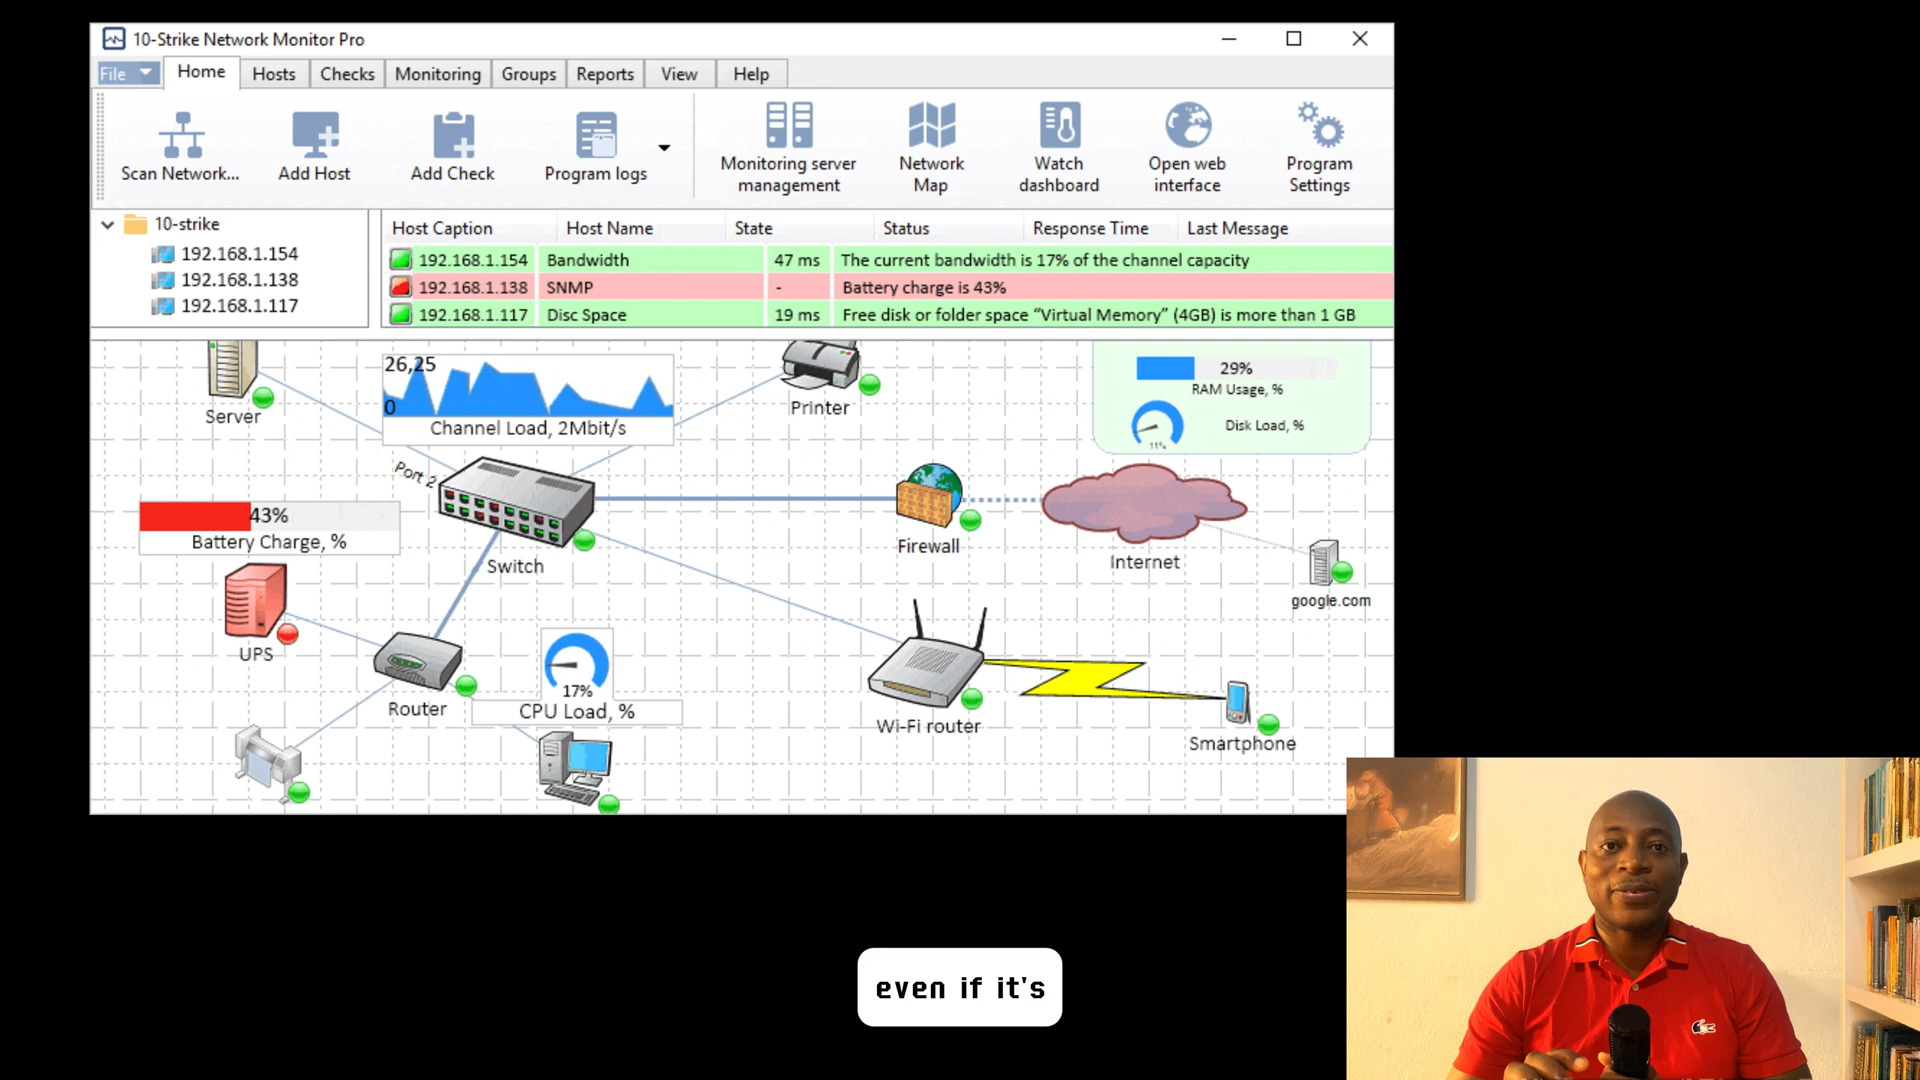 10-Strike Network Monitor Pro
File Home Hosts Checks Monitoring Groups Reports View Help
Scan Network... Add Host Add Check Program logs Monitoring server management Network Map Watch dashboard Open web interface Program Settings
10-strike
192.168.1.154
192.168.1.138
192.168.1.117
Host Caption Host Name State Status Response Time Last Message
192.168.1.154 Bandwidth 47 ms The current bandwidth is 17% of the channel capacity
192.168.1.138 SNMP - Battery charge is 43%
192.168.1.117 Disc Space 19 ms Free disk or folder space “Virtual Memory” (4GB) is more than 1 GB
Server
26,25
0
Channel Load, 2Mbit/s
Printer
29%
RAM Usage, %
11%
Disk Load, %
Port 2
43%
Battery Charge, %
Switch
Firewall
Internet
google.com
UPS
Router
17%
CPU Load, %
Wi-Fi router
Smartphone
even if it's